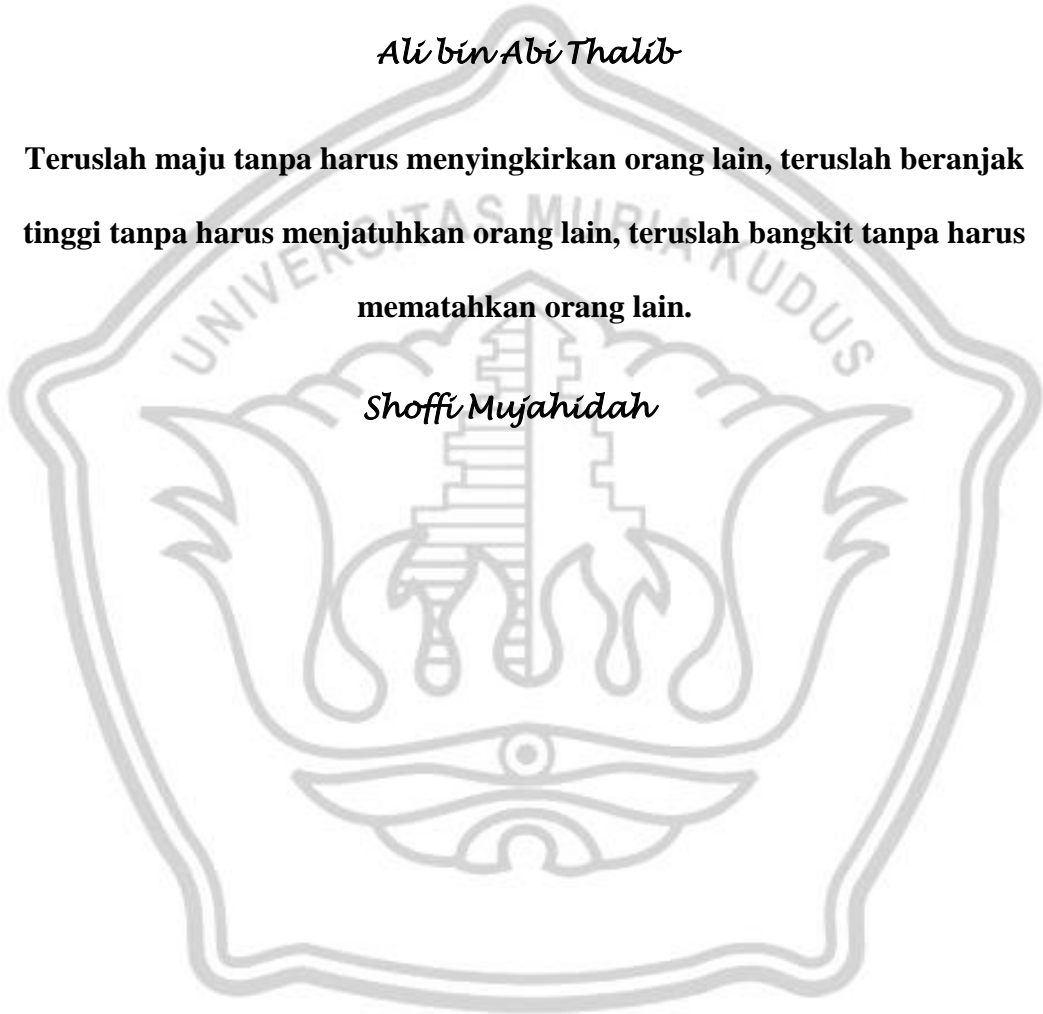 Ali bin Abi Thalib
Teruslah maju tanpa harus menyingkirkan orang lain, teruslah beranjak
tinggi tanpa harus menjatuhkan orang lain, teruslah bangkit tanpa harus
mematahkan orang lain.
UNIVERSITAS MURIA KUDUS
Shoffi Mujahidah